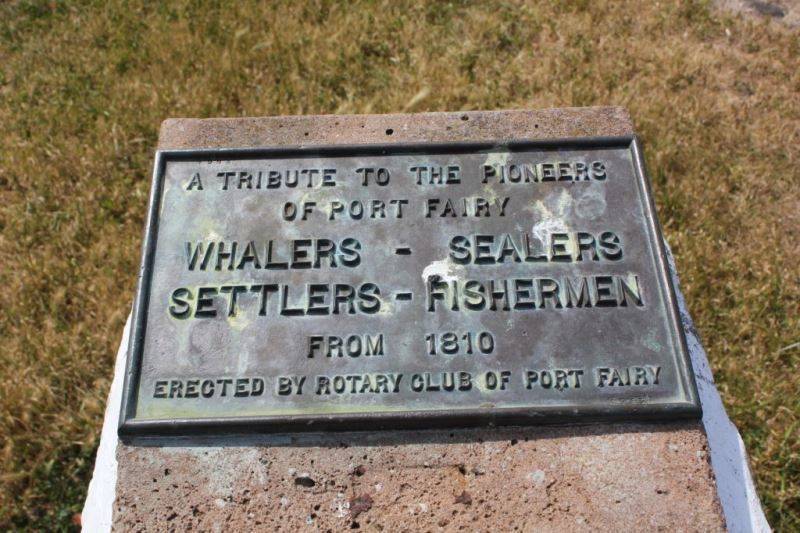 A TRIBUTE TO THE PIONEERS
OF PORT FAIRY
WHALERS - SEALERS
SETTLERS - FISHERMEN
FROM 1810
ERECTED BY ROTARY CLUB OF PORT FAIRY